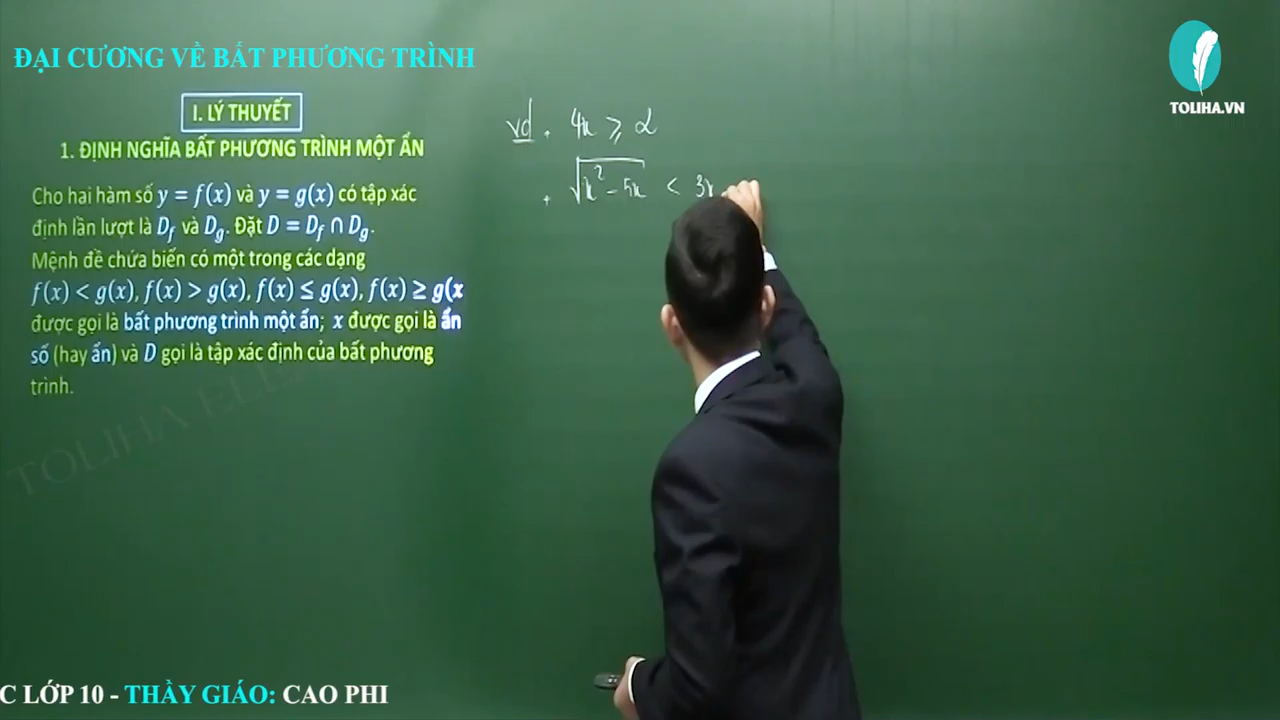 ĐẠI CƯƠNG VỀ BẤT PHƯƠNG TRÌNH
TOLIHA.VN
I. LÝ THUYẾT
1. ĐỊNH NGHĨA BẤT PHƯƠNG TRÌNH MỘT ẨN
Cho hai hàm số y = f(x) và y = g(x) có tập xác
định lần lượt là D_f và D_g. Đặt D = D_f ∩ D_g.
Mệnh đề chứa biến có một trong các dạng
f(x) < g(x), f(x) > g(x), f(x) ≤ g(x), f(x) ≥ g(x
được gọi là bất phương trình một ẩn; x được gọi là ẩn
số (hay ẩn) và D gọi là tập xác định của bất phương
trình.
vd . 4x ≥ 2
. √(x² - 5x) < 3x
C LỚP 10 - THẦY GIÁO: CAO PHI